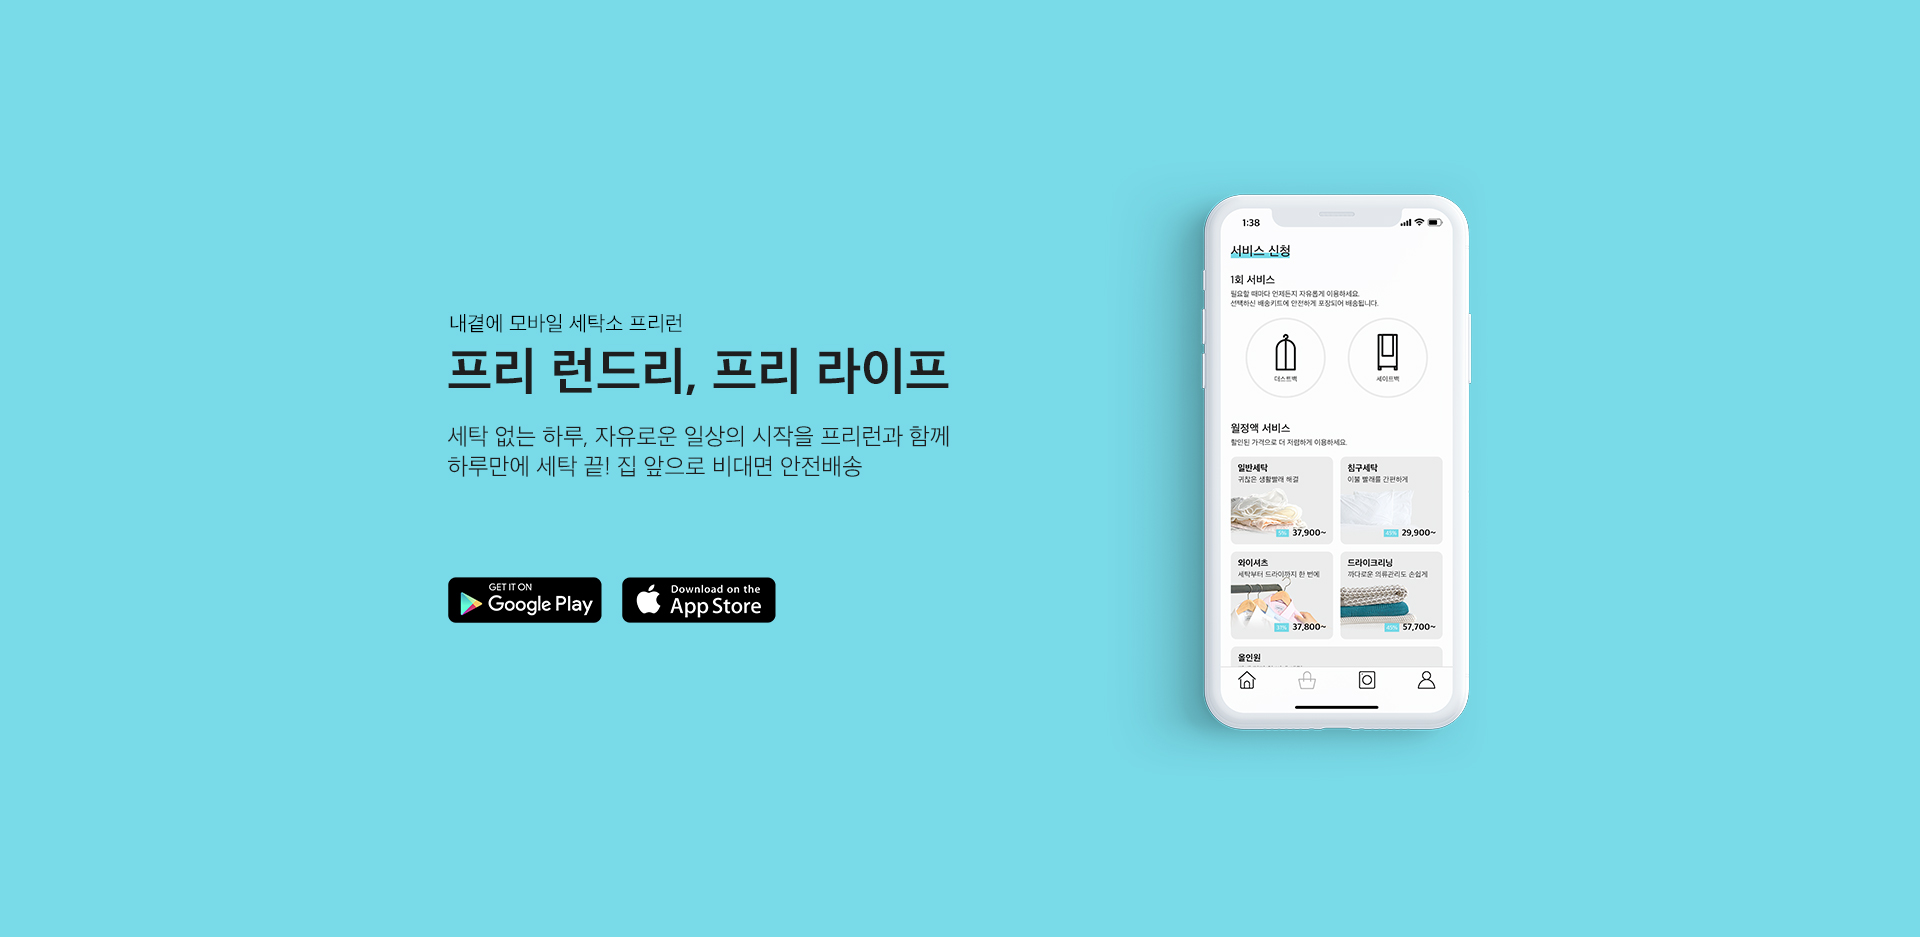 내곁에 모바일 세탁소 프리런
프리 런드리, 프리 라이프
세탁 없는 하루, 자유로운 일상의 시작을 프리런과 함께
하루만에 세탁 끝! 집 앞으로 비대면 안전배송
GET IT ON
Google Play
Download on the
App Store
1:38
서비스 신청
1회 서비스
필요할 때마다 언제든지 자유롭게 이용하세요.
선택하신 배송키트에 안전하게 포장되어 배송됩니다.
더스트백
세이프백
월정액 서비스
할인된 가격으로 더 저렴하게 이용하세요.
일반세탁
귀찮은 생활빨래 해결
37,900~
침구세탁
이불 빨래를 간편하게
29,900~
와이셔츠
세탁부터 드라이까지 한 번에
37,800~
드라이크리닝
까다로운 의류관리도 손쉽게
57,700~
올인원